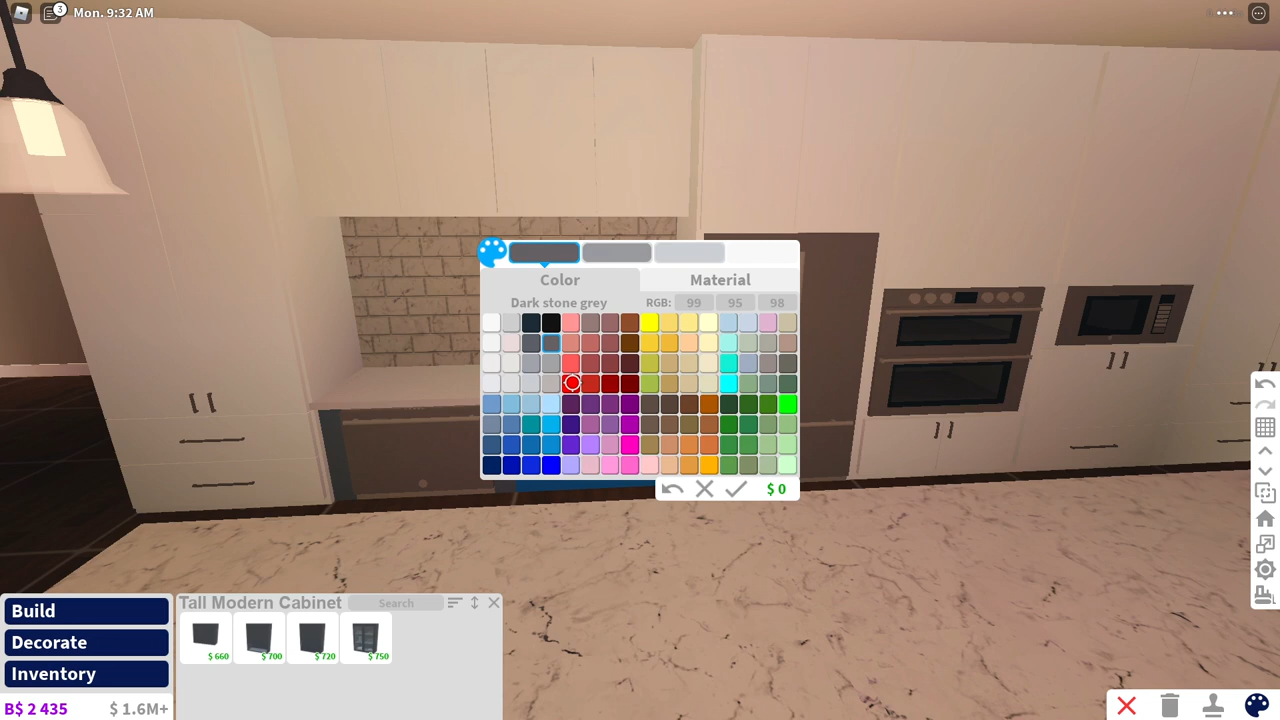 3
Mon. 9:32 AM
Color
Material
Dark stone grey
RGB: 99 95 98
$ 0
Build
Decorate
Inventory
B$ 2 435
$ 1.6M+
Tall Modern Cabinet
Search
$ 660
$ 700
$ 720
$ 750